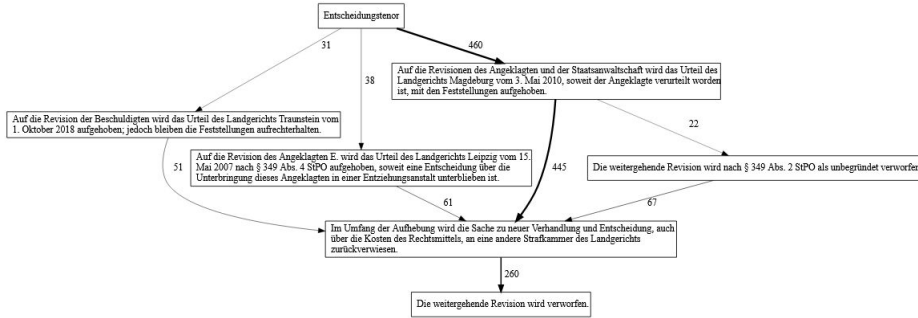 Entscheidungstenor
31
460
38
Auf die Revisionen des Angeklagten und der Staatsanwaltschaft wird das Urteil des
Landgerichts Magdeburg vom 3. Mai 2010, soweit der Angeklagte verurteilt worden
ist, mit den Feststellungen aufgehoben.
Auf die Revision der Beschuldigten wird das Urteil des Landgerichts Traunstein vom
1. Oktober 2018 aufgehoben; jedoch bleiben die Feststellungen aufrechterhalten.
22
Auf die Revision des Angeklagten E. wird das Urteil des Landgerichts Leipzig vom 15.
Mai 2007 nach § 349 Abs. 4 StPO aufgehoben, soweit eine Entscheidung über die
Unterbringung dieses Angeklagten in einer Entziehungsanstalt unterblieben ist.
51
445
Die weitergehende Revision wird nach § 349 Abs. 2 StPO als unbegründet verworfen.
61
67
Im Umfang der Aufhebung wird die Sache zu neuer Verhandlung und Entscheidung, auch
über die Kosten des Rechtsmittels, an eine andere Strafkammer des Landgerichts
zurückverwiesen.
260
Die weitergehende Revision wird verworfen.